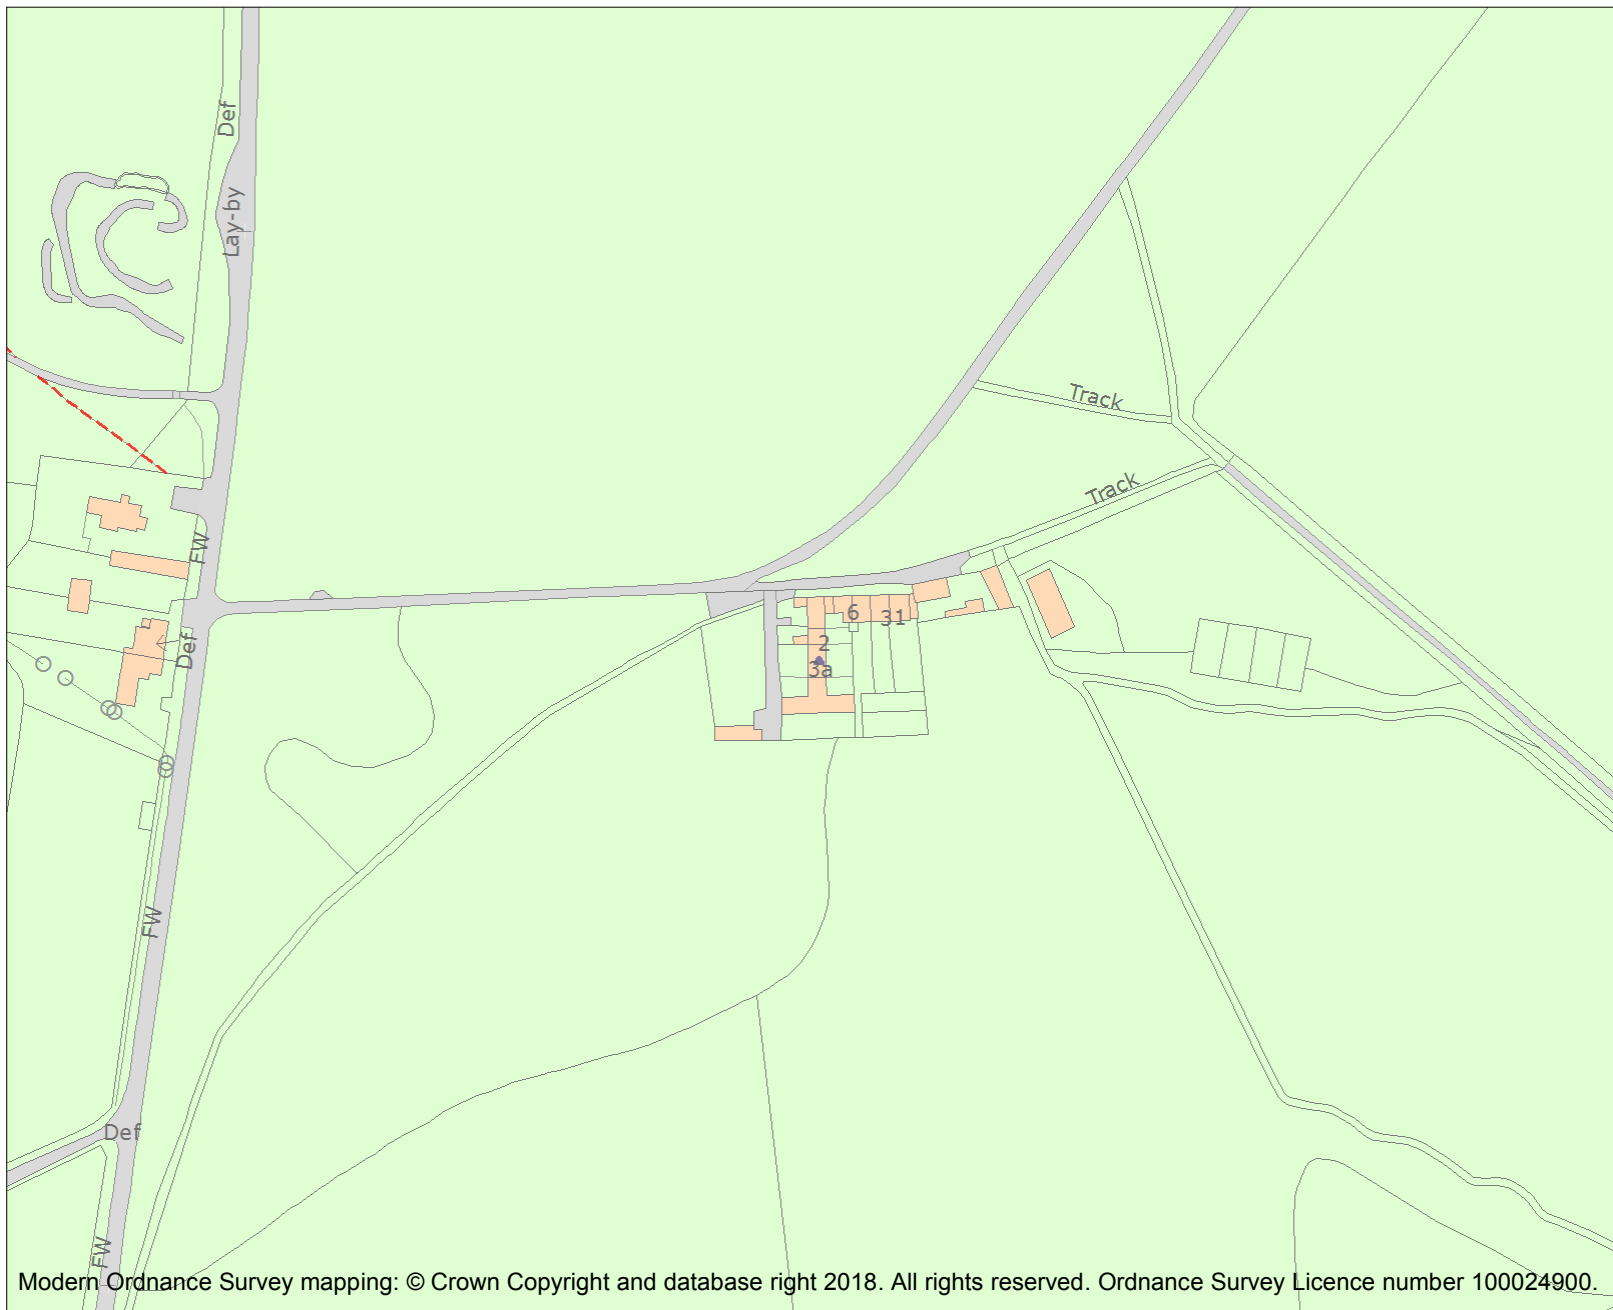 Def
Lay-by
Track
Track
FW
6
31
2
Def
3a
FW
Def
FW
Modern Ordnance Survey mapping: © Crown Copyright and database right 2018. All rights reserved. Ordnance Survey Licence number 100024900.